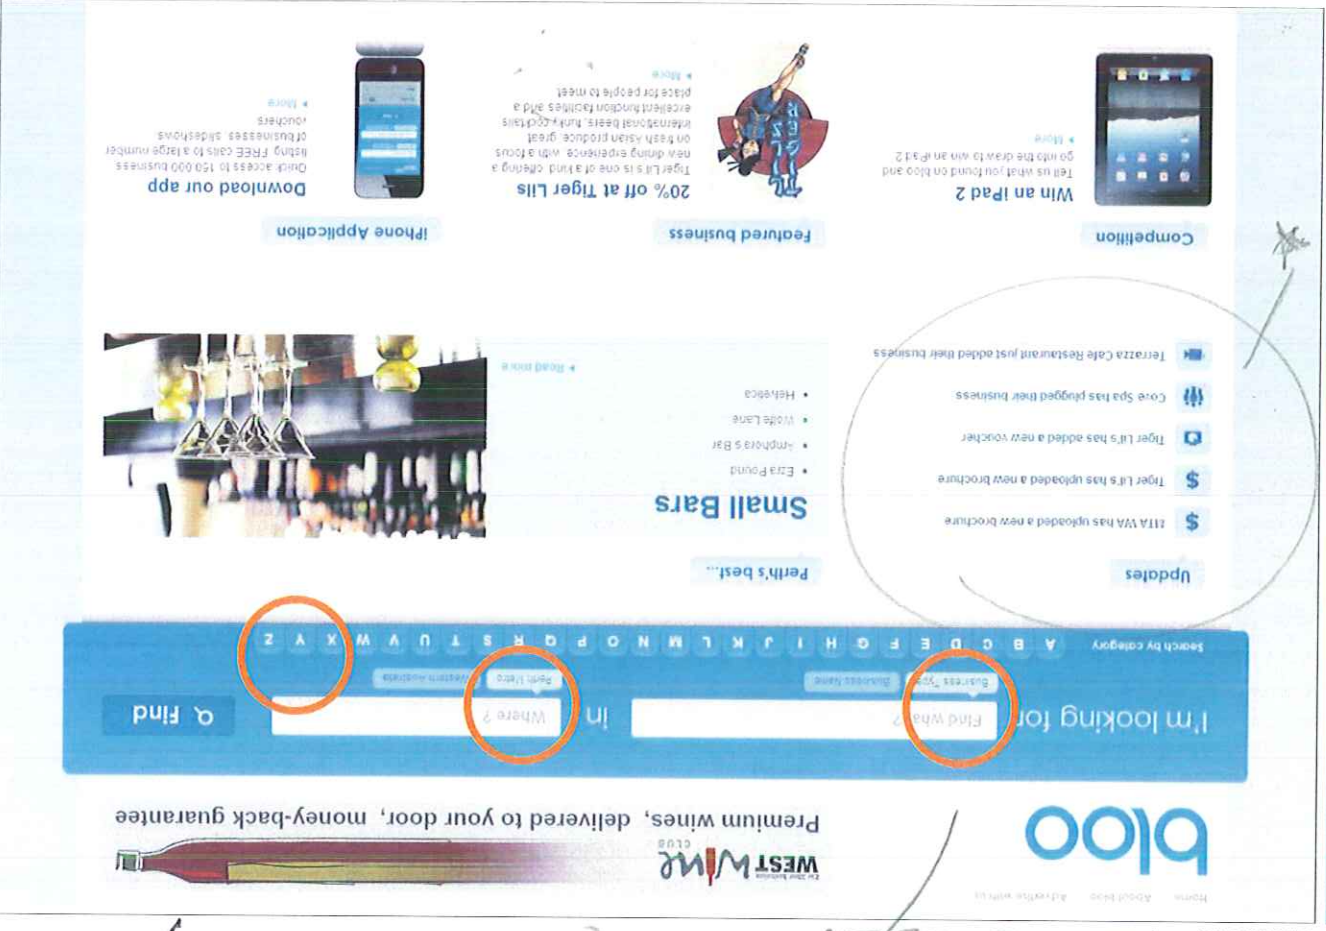 Home About bloo Advertise with us
bloo
WEST WINE
CLUB
Premium wines, delivered to your door, money-back guarantee
I'm looking for
Find what?
in
Where ?
Find
Business Type
Business Name
Perth Metro
Western Australia
Search by category
A B C D E F G H I J K L M N O P Q R S T U V W X Y Z
Updates
MTA WA has uploaded a new brochure
Tiger Lil's has uploaded a new brochure
Tiger Lil's has added a new voucher
Spa has plugged their business
Terrazza Cafe Restaurant just added their business
Perth's best...
Small Bars
Ezra Pound
Amphora's Bar
Wolfe Lane
Helvetica
Read more
Competition
Win an iPad 2
Tell us what you found on bloo and
go into the draw to win an iPad 2
More
Featured business
20% off at Tiger Lils
Tiger Lil's is one of a kind, offering a
new dining experience, with a focus
on fresh Asian produce, great
international beers, funky cocktails
excellent function facilities and a
place for people to meet
More
iPhone Application
Download our app
Quick access to 150,000 business
listing, FREE calls to a large number
of businesses, slideshows,
vouchers
More